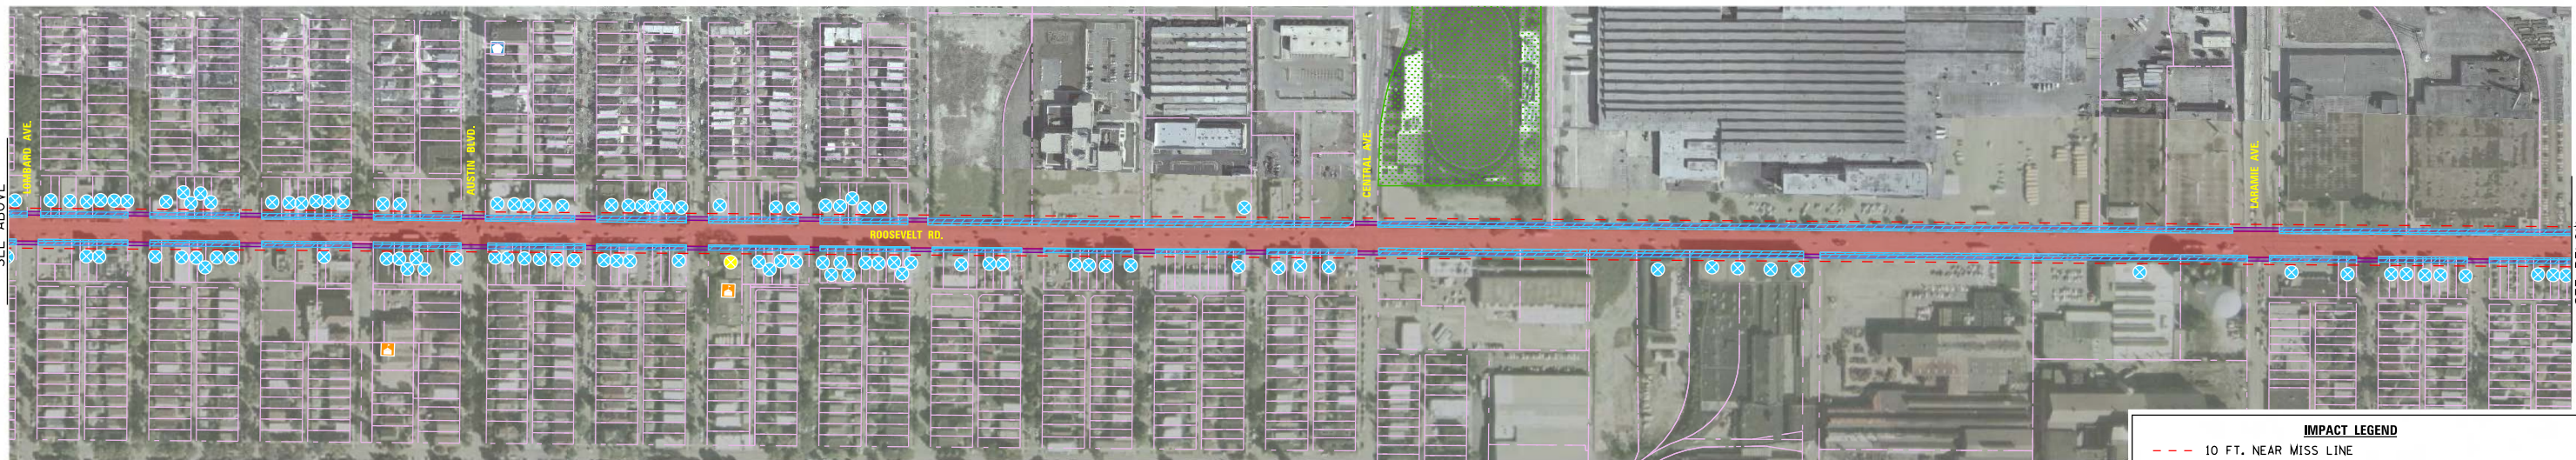 SEE ABOVE
LOMBARD AVE.
AUSTIN BLVD.
CENTRAL AVE.
LARAMIE AVE.
ROOSEVELT RD.
IMPACT LEGEND
10 FT. NEAR MISS LINE